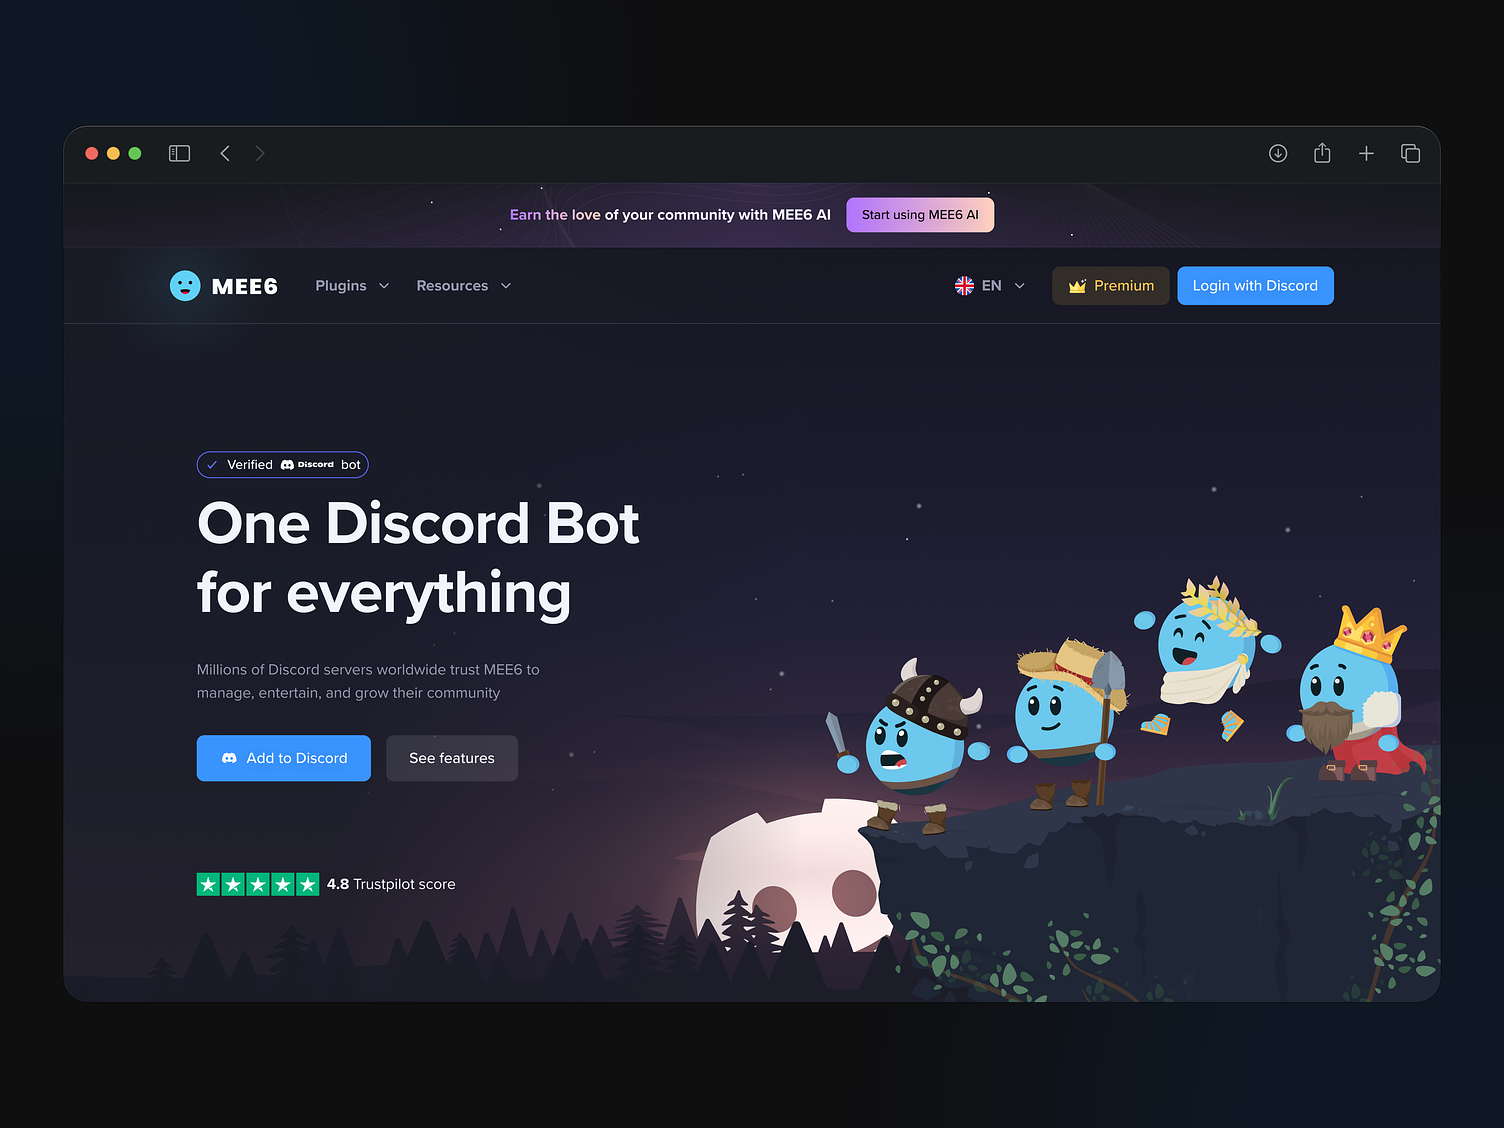 Earn the love of your community with MEE6 AI
Start using MEE6 AI
MEE6
Plugins
Resources
EN
Premium
Login with Discord
Verified Discord bot
One Discord Bot
for everything
Millions of Discord servers worldwide trust MEE6 to
manage, entertain, and grow their community
Add to Discord
See features
4.8 Trustpilot score